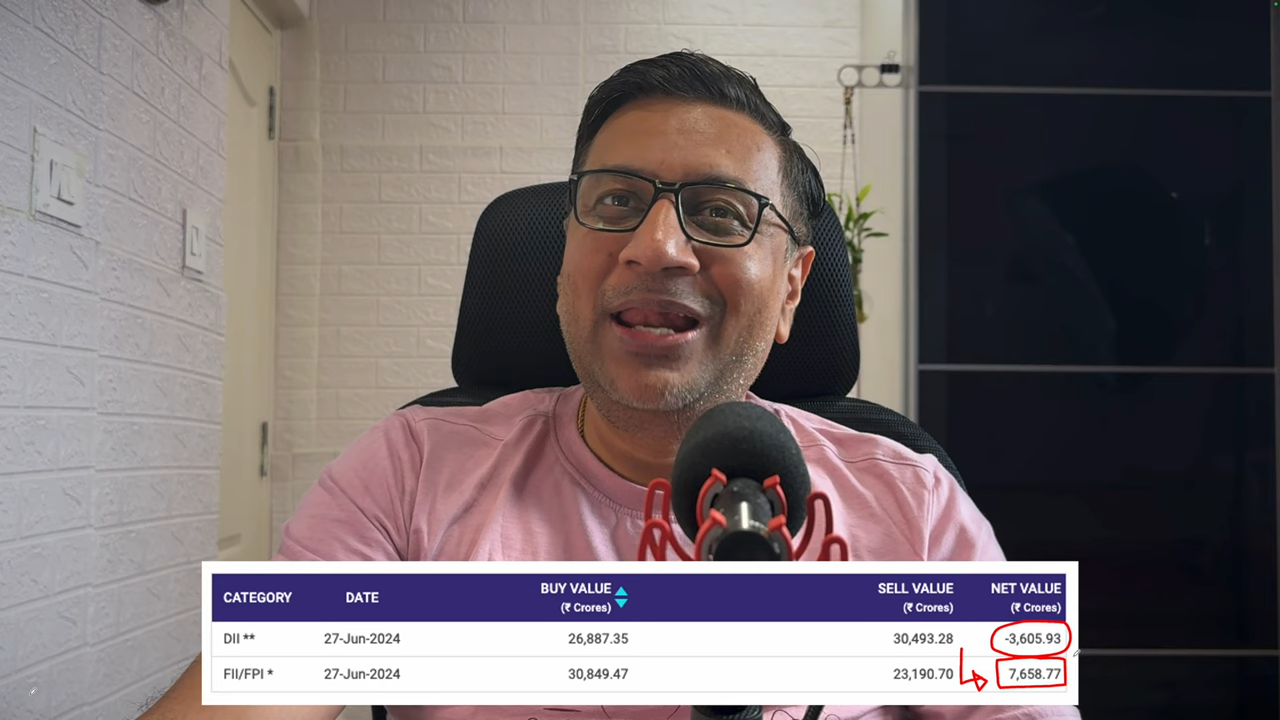 CATEGORY DATE BUY VALUE (₹ Crores) SELL VALUE (₹ Crores) NET VALUE (₹ Crores)
DII ** 27-Jun-2024 26,887.35 30,493.28 -3,605.93
FII/FPI * 27-Jun-2024 30,849.47 23,190.70 7,658.77